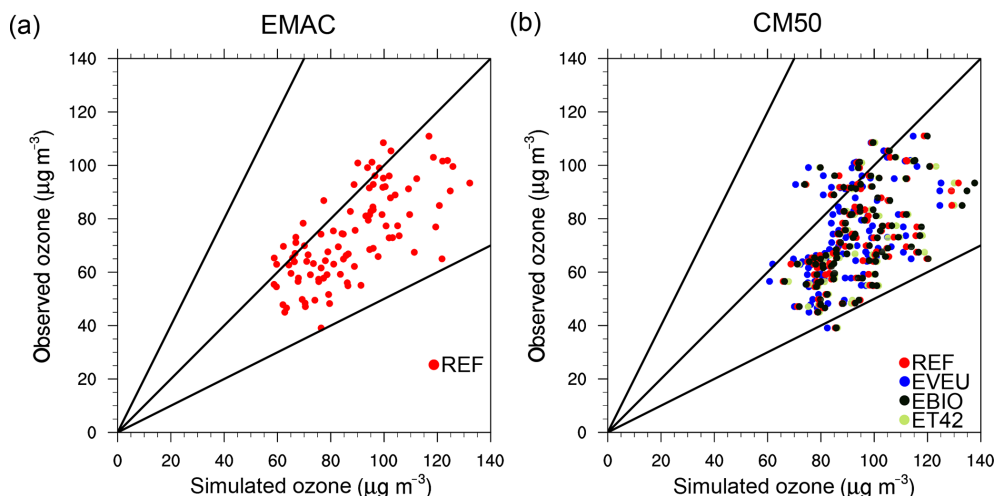 (a)
EMAC
Observed ozone (μg m⁻³)
140
120
100
80
60
40
20
0
0 20 40 60 80 100 120 140
Simulated ozone (μg m⁻³)
REF
(b)
CM50
Observed ozone (μg m⁻³)
140
120
100
80
60
40
20
0
0 20 40 60 80 100 120 140
Simulated ozone (μg m⁻³)
REF
EVEU
EBIO
ET42